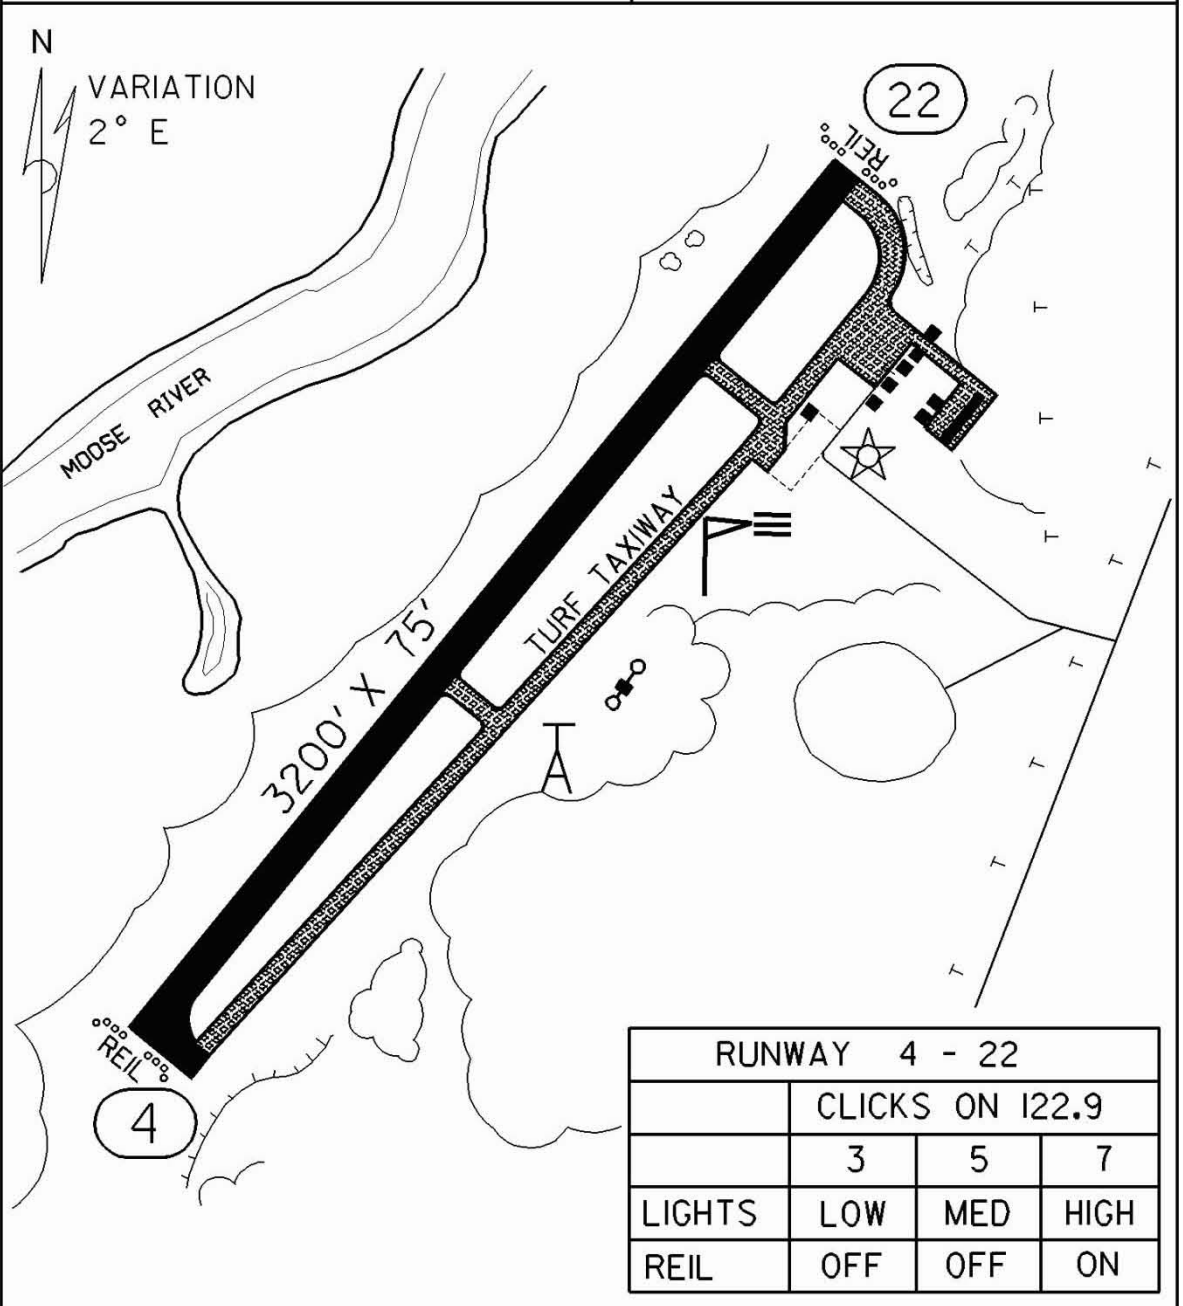 N
VARIATION
2° E
22
REIL
MOOSE RIVER
TURF TAXIWAY
3200' X 75'
REIL
4
RUNWAY 4 - 22
CLICKS ON 122.9
3 5 7
LIGHTS LOW MED HIGH
REIL OFF OFF ON